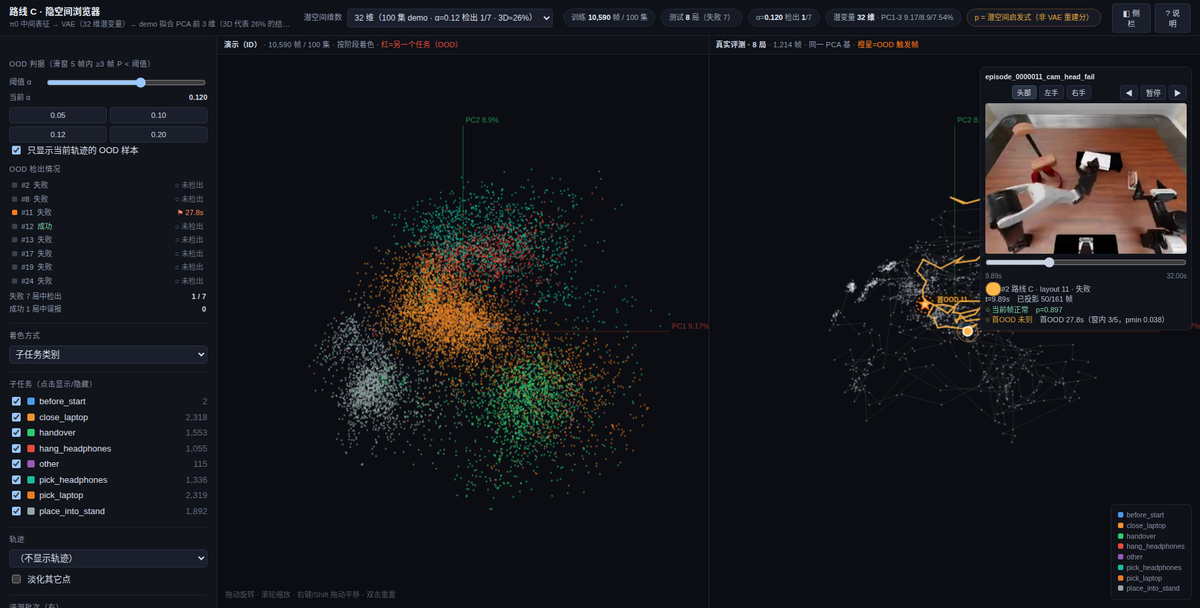 路线 C · 隐空间浏览器
π0 中间表征 → VAE (32 维潜变量) → demo 拟合 PCA 前 3 维 (3D 代表 26% 的结…
潜空间维数
32 维（100 集 demo · α=0.12 检出 1/7 · 3D≈26%）
训练 10,590 帧 / 100 集
测试 8 局（失败 7）
α=0.120 检出 1/7
潜变量 32 维 · PC1-3 9.17/8.9/7.54%
p = 潜空间启发式（非 VAE 重建分）
◧ 侧栏
? 说明
OOD 判据（滑窗 5 帧内 ≥3 帧 P < 阈值）
阈值 α
当前 α 0.120
0.05 0.10
0.12 0.20
只显示当前轨迹的 OOD 样本
OOD 检出情况
#2 失败 ○ 未检出
#8 失败 ○ 未检出
#11 失败 ⚑ 27.8s
#12 成功 ○ 未检出
#13 失败 ○ 未检出
#17 失败 ○ 未检出
#19 失败 ○ 未检出
#24 失败 ○ 未检出
失败 7 局中检出 1 / 7
成功 1 局中误报 0
着色方式
子任务类别
子任务（点击显示/隐藏）
before_start 2
close_laptop 2,318
handover 1,553
hang_headphones 1,055
other 115
pick_headphones 1,336
pick_laptop 2,319
place_into_stand 1,892
轨迹
（不显示轨迹）
淡化其它点
评测批次（右）
演示（ID） · 10,590 帧 / 100 集 · 按阶段着色 · 红=另一个任务（OOD）
PC2 8.9%
PC1 9.17%
拖动旋转 · 滚轮缩放 · 右键/Shift 拖动平移 · 双击重置
真实评测 · 8 局 · 1,214 帧 · 同一 PCA 基 · 橙星=OOD 触发帧
PC2 8.
首OOD 11
episode_0000011_cam_head_fail
头部 左手 右手 ◀ 暂停 ▶
9.89s 32.00s
#2 路线 C · layout 11 · 失败
t=9.89s 已投影 50/161 帧
○ 当前帧正常 p=0.897
○ 首OOD 未到 首OOD 27.8s（窗内 3/5，pmin 0.038）
7%
before_start
close_laptop
handover
hang_headphones
other
pick_headphones
pick_laptop
place_into_stand